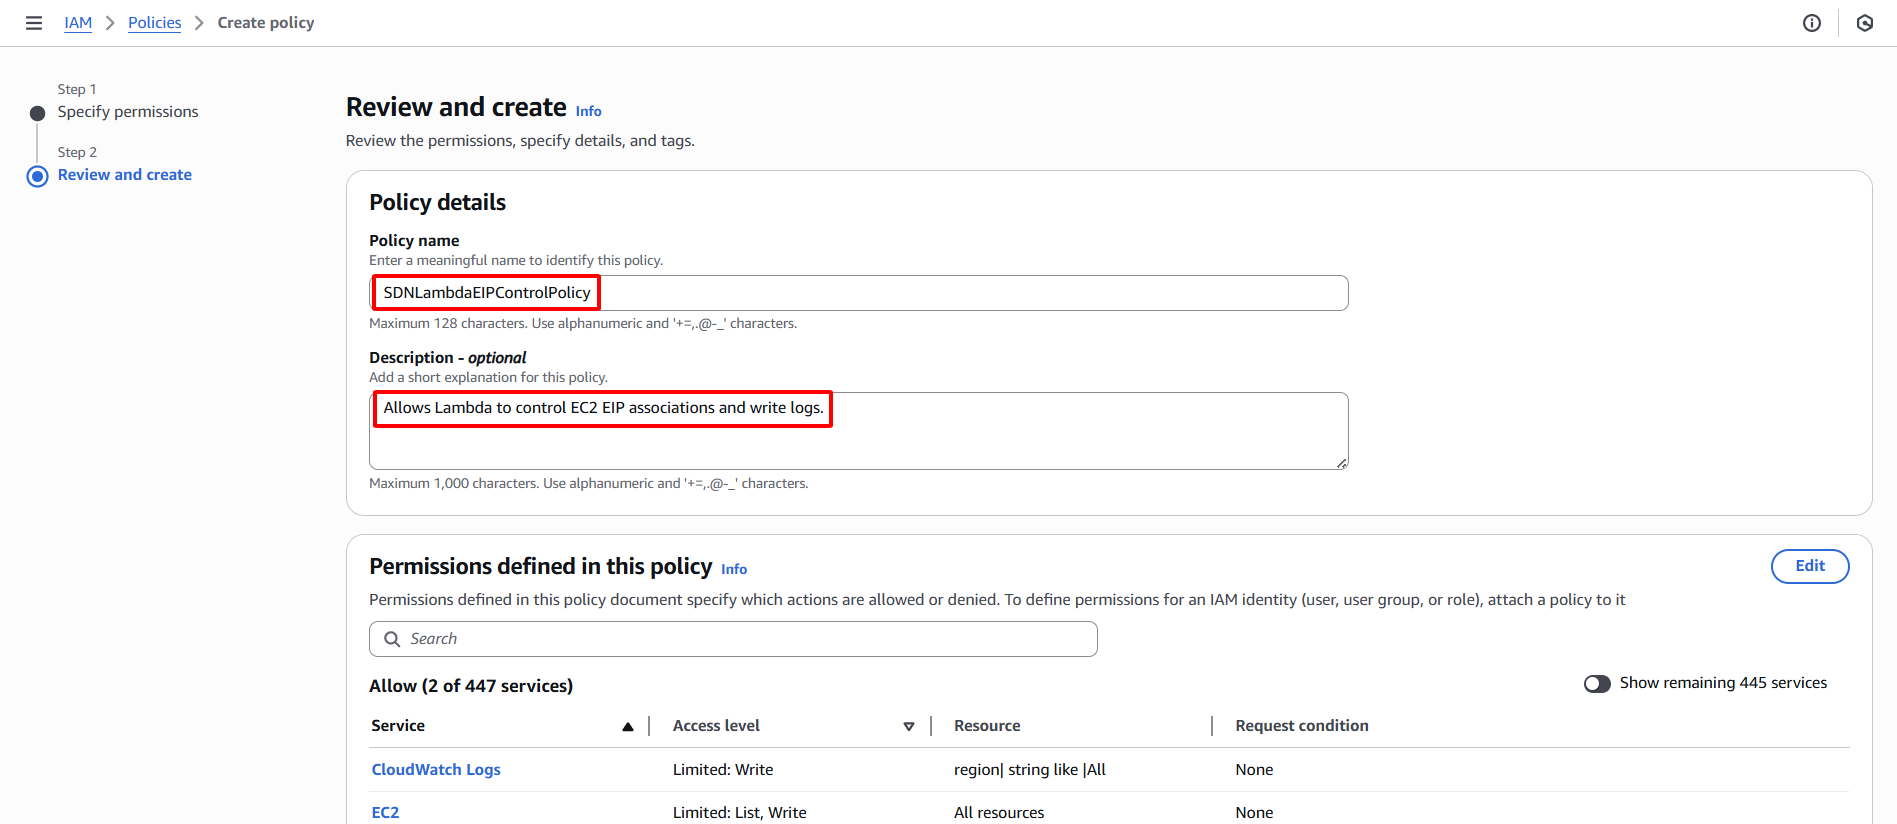 IAM > Policies > Create policy
Step 1
Specify permissions
Step 2
Review and create
Review and create Info
Review the permissions, specify details, and tags.
Policy details
Policy name
Enter a meaningful name to identify this policy.
SDNLambdaEIPControlPolicy
Maximum 128 characters. Use alphanumeric and '+=,.@-_' characters.
Description - optional
Add a short explanation for this policy.
Allows Lambda to control EC2 EIP associations and write logs.
Maximum 1,000 characters. Use alphanumeric and '+=,.@-_' characters.
Permissions defined in this policy Info
Edit
Permissions defined in this policy document specify which actions are allowed or denied. To define permissions for an IAM identity (user, user group, or role), attach a policy to it
Search
Allow (2 of 447 services)
Show remaining 445 services
Service Access level Resource Request condition
CloudWatch Logs Limited: Write region| string like |All None
EC2 Limited: List, Write All resources None